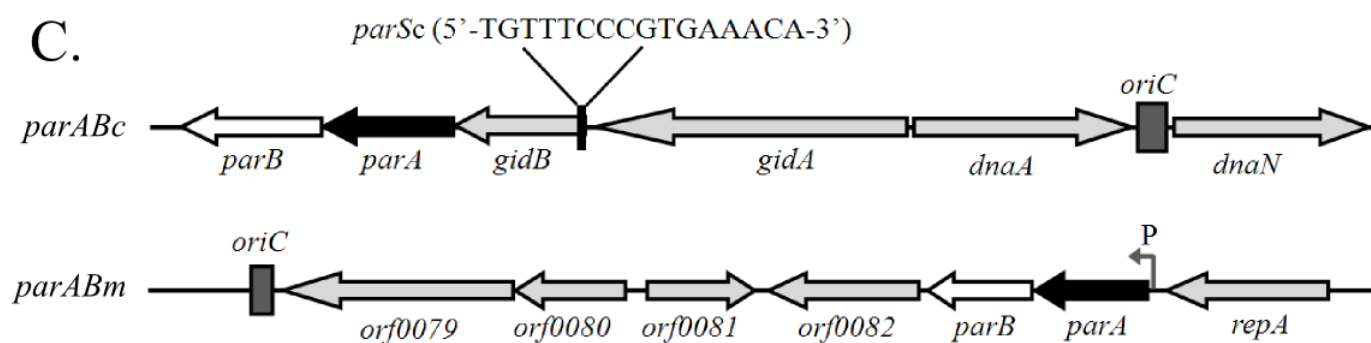 C.
parSc (5’-TGTTTCCCGTGAAACA-3’)
oriC
parABc
parB parA gidB gidA dnaA dnaN
oriC P
parABm
orf0079 orf0080 orf0081 orf0082 parB parA repA